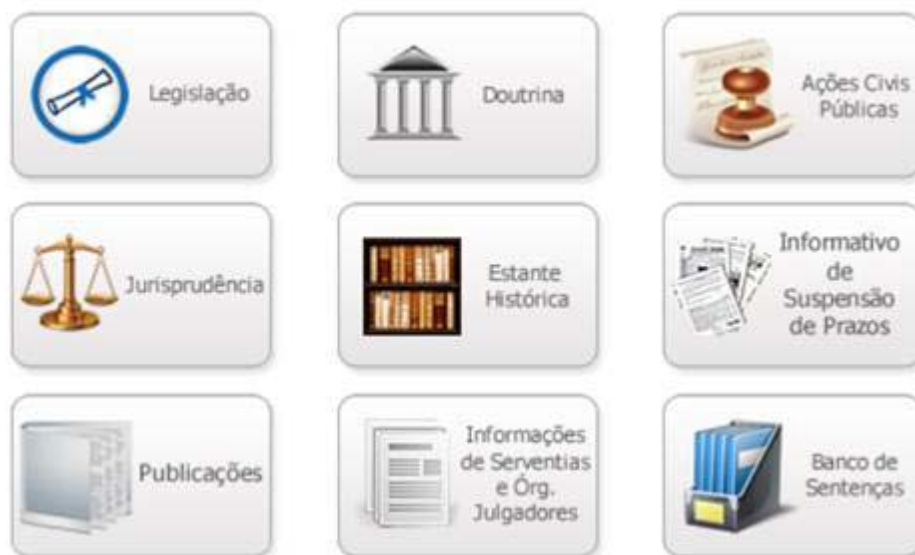 Legislação
Doutrina
Ações Civis
Públicas
Jurisprudência
Estante
Histórica
Informativo
de
Suspensão
de Prazos
Publicações
Informações
de Serventias
e Órg.
Julgadores
Banco de
Sentenças